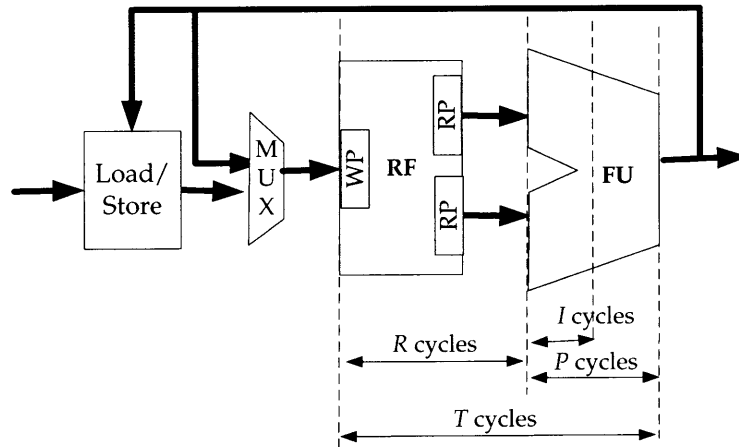 Load/
Store
M
U
X
WP
RF
RP
RP
FU
I cycles
R cycles
P cycles
T cycles